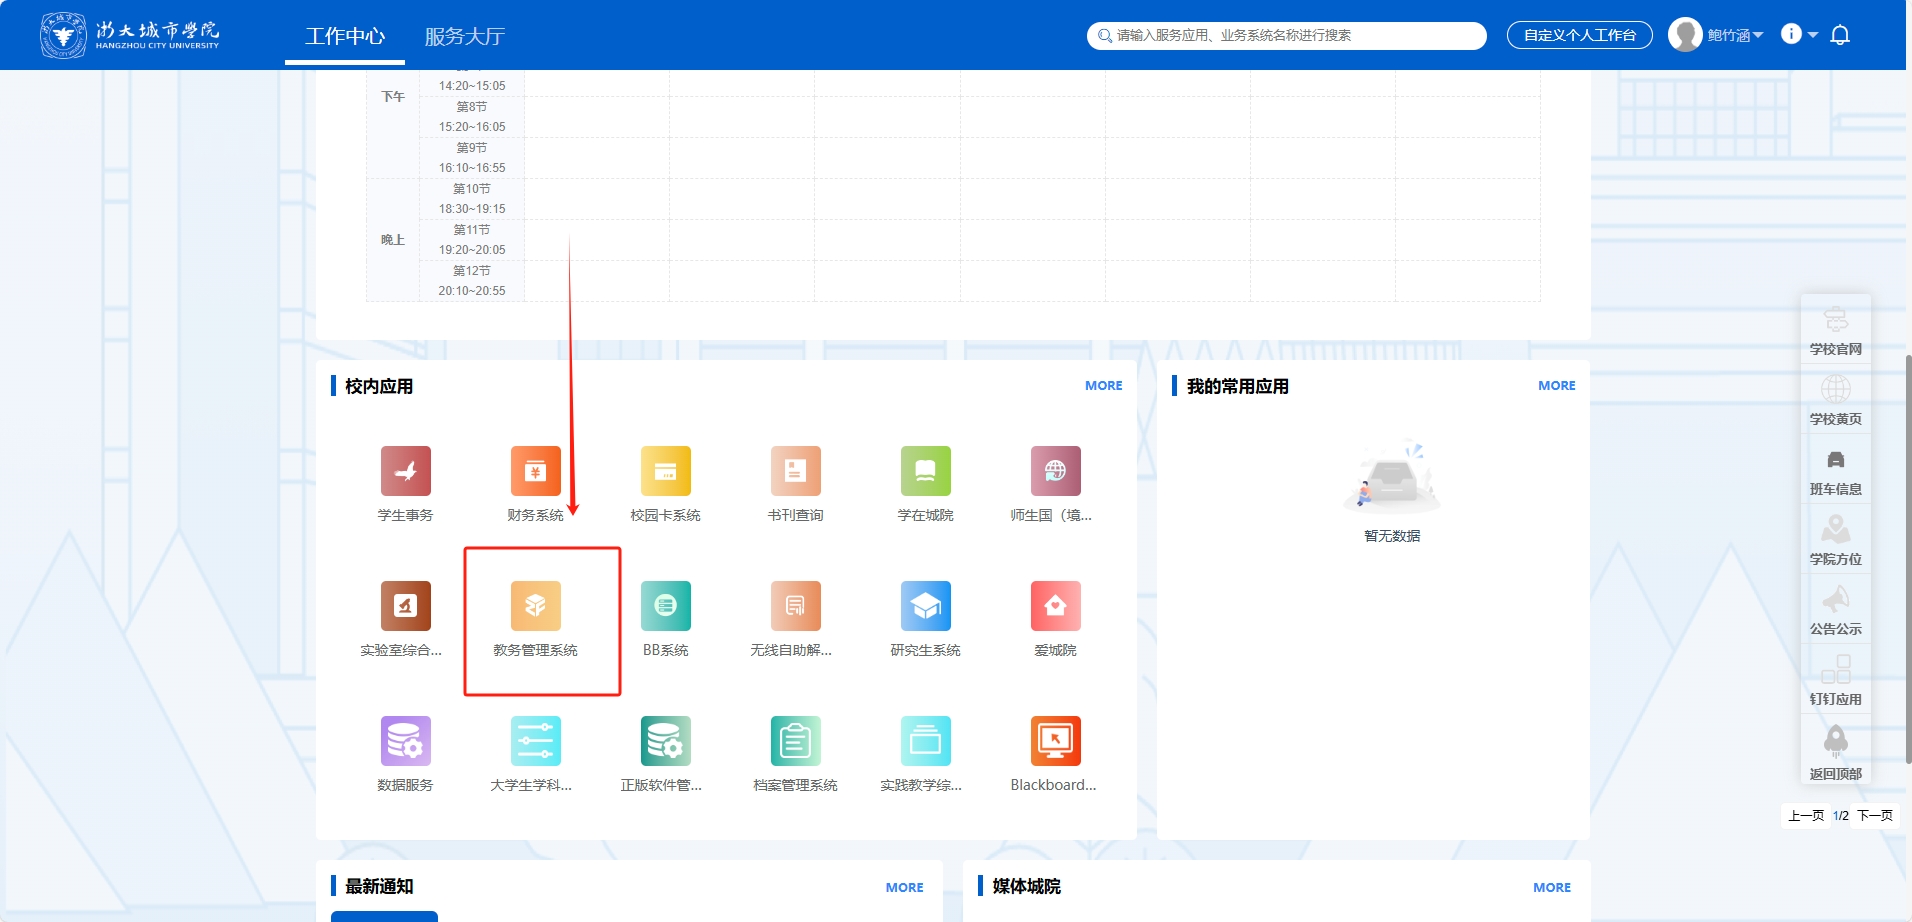 浙大城市学院
HANGZHOU CITY UNIVERSITY
工作中心
服务大厅
请输入服务应用、业务系统名称进行搜索
自定义个人工作台
鲍竹涵
下午
14:20~15:05
第8节
15:20~16:05
第9节
16:10~16:55
晚上
第10节
18:30~19:15
第11节
19:20~20:05
第12节
20:10~20:55
校内应用
MORE
学生事务
财务系统
校园卡系统
书刊查询
学在城院
师生国（境...
实验室综合...
教务管理系统
BB系统
无线自助解...
研究生系统
爱城院
数据服务
大学生学科...
正版软件管...
档案管理系统
实践教学综...
Blackboard...
我的常用应用
MORE
暂无数据
学校官网
学校黄页
班车信息
学院方位
公告公示
钉钉应用
返回顶部
上一页 1/2 下一页
最新通知
MORE
媒体城院
MORE